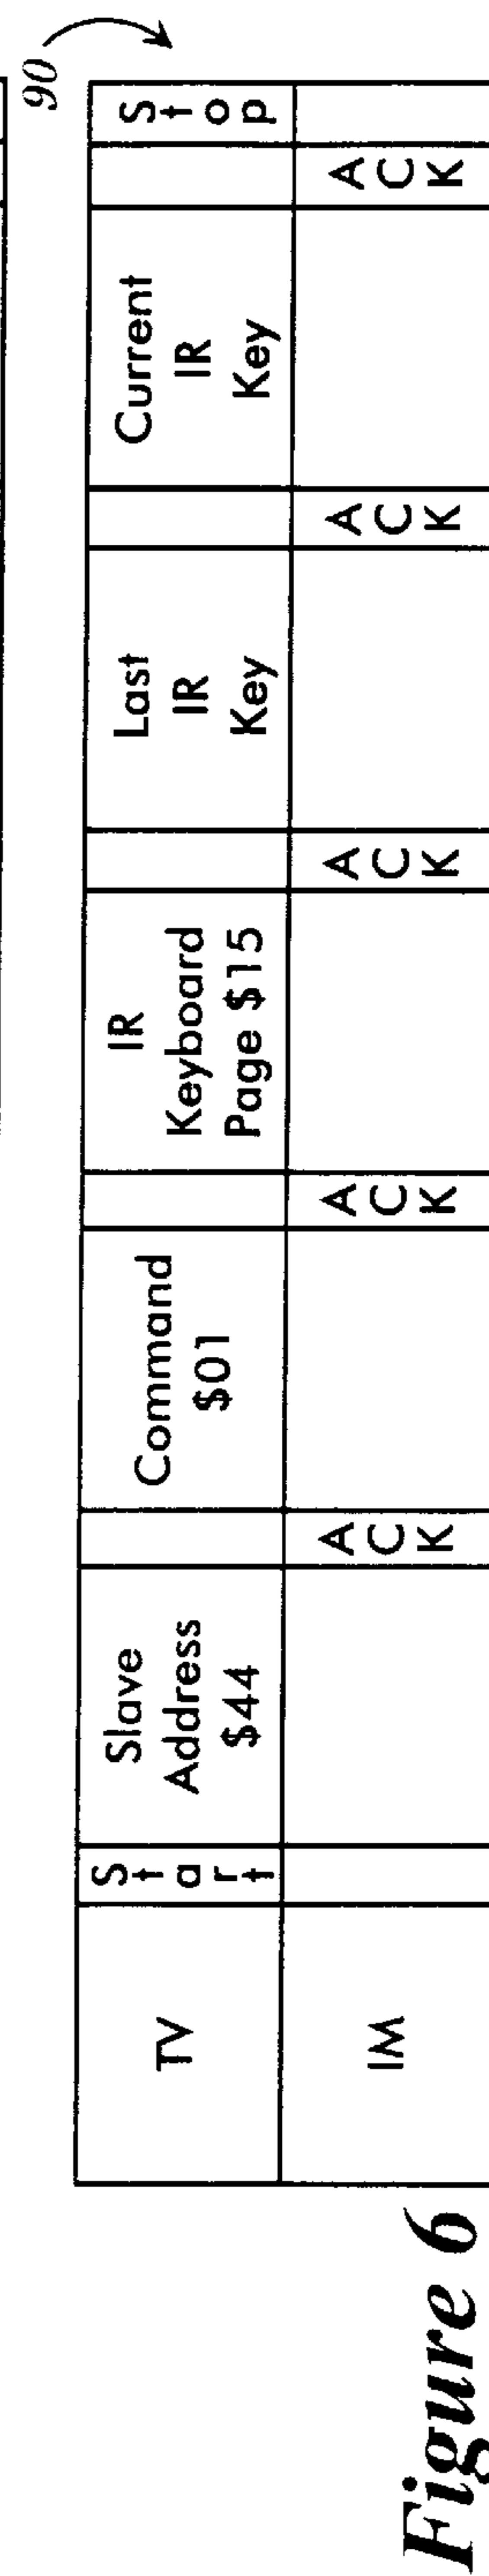 90
TV
Start
Slave
Address
$44
ACK
Command
$01
ACK
IR
Keyboard
Page $15
ACK
Last
IR
Key
ACK
Current
IR
Key
ACK
Stop
IM
Figure 6